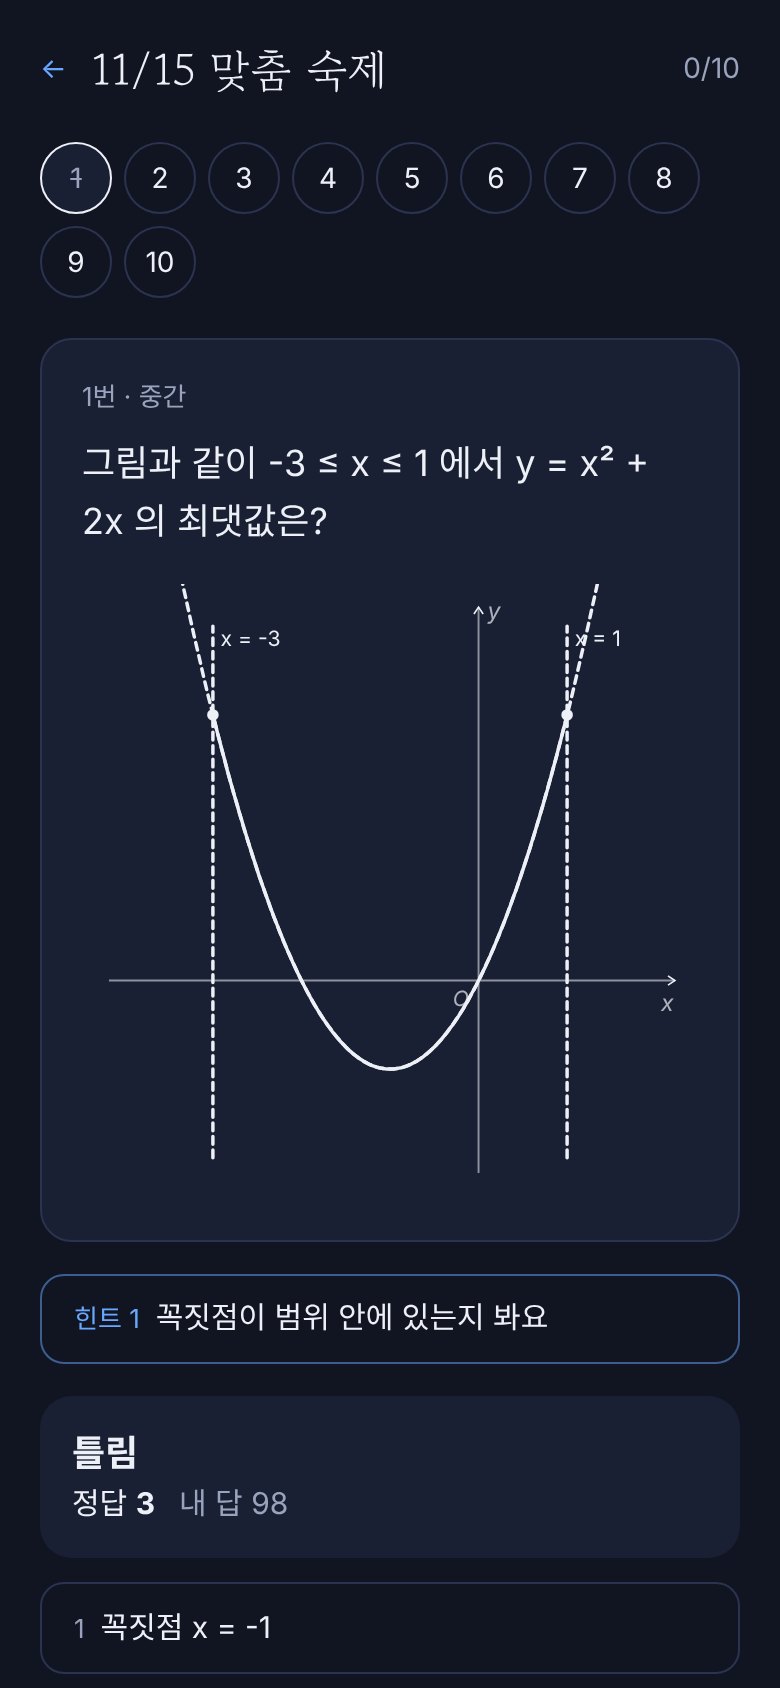 ← 11/15 맞춤 숙제 0/10
1 2 3 4 5 6 7 8
9 10
1번 · 중간
그림과 같이 -3 ≤ x ≤ 1 에서 y = x² +
2x 의 최댓값은?
y
x = -3 x = 1
O
x
힌트 1 꼭짓점이 범위 안에 있는지 봐요
틀림
정답 3 내 답 98
1 꼭짓점 x = -1